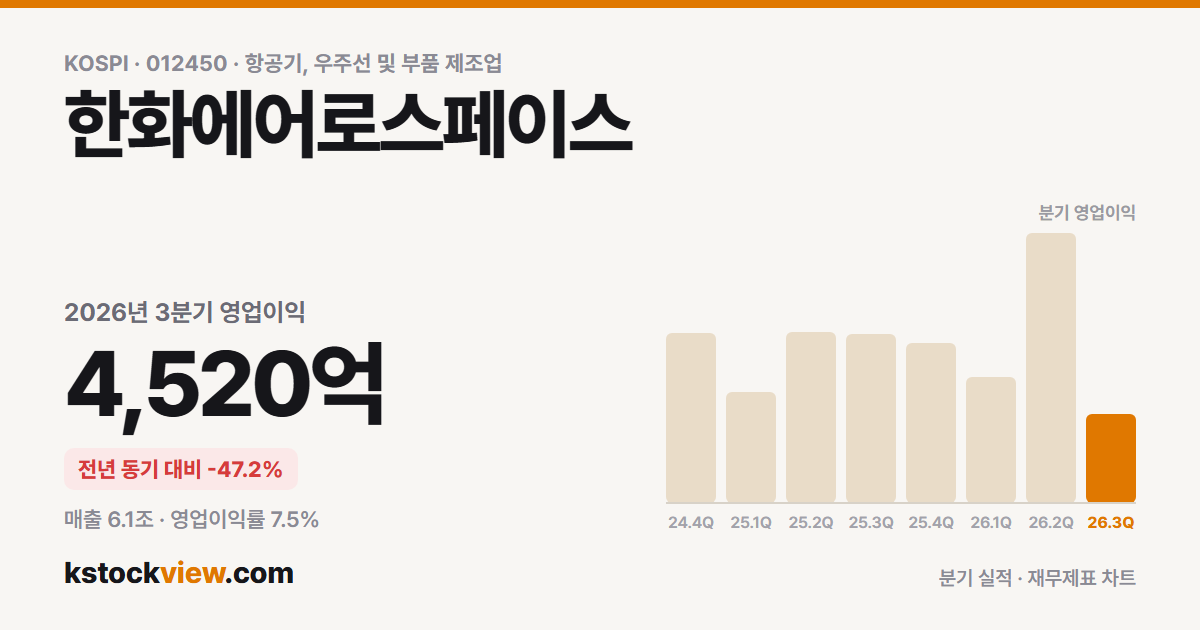 KOSPI · 012450 · 항공기, 우주선 및 부품 제조업
한화에어로스페이스
분기 영업이익
2026년 3분기 영업이익
4,520억
전년 동기 대비 -47.2%
매출 6.1조 · 영업이익률 7.5%
24.4Q 25.1Q 25.2Q 25.3Q 25.4Q 26.1Q 26.2Q 26.3Q
kstockview.com
분기 실적 · 재무제표 차트